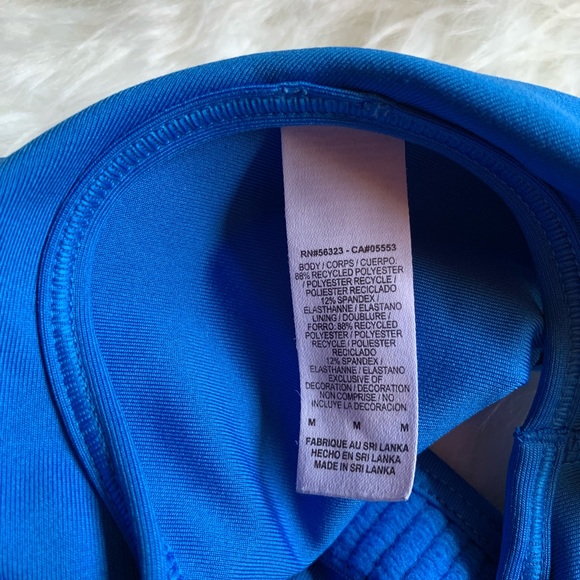 RN#56323 - CA#05553
BODY / CORPS / CUERPO:
88% RECYCLED POLYESTER
/ POLYESTER RECYCLE /
POLIESTER RECICLADO
12% SPANDEX /
ELASTHANNE / ELASTANO
LINING / DOUBLURE /
FORRO: 88% RECYCLED
POLYESTER / POLYESTER
RECYCLE / POLIESTER
RECICLADO
12% SPANDEX /
ELASTHANNE / ELASTANO
EXCLUSIVE OF
DECORATION / DECORATION
NON COMPRISE / NO
INCLUYE LA DECORACION
M M M
FABRIQUE AU SRI LANKA
HECHO EN SRI LANKA
MADE IN SRI LANKA